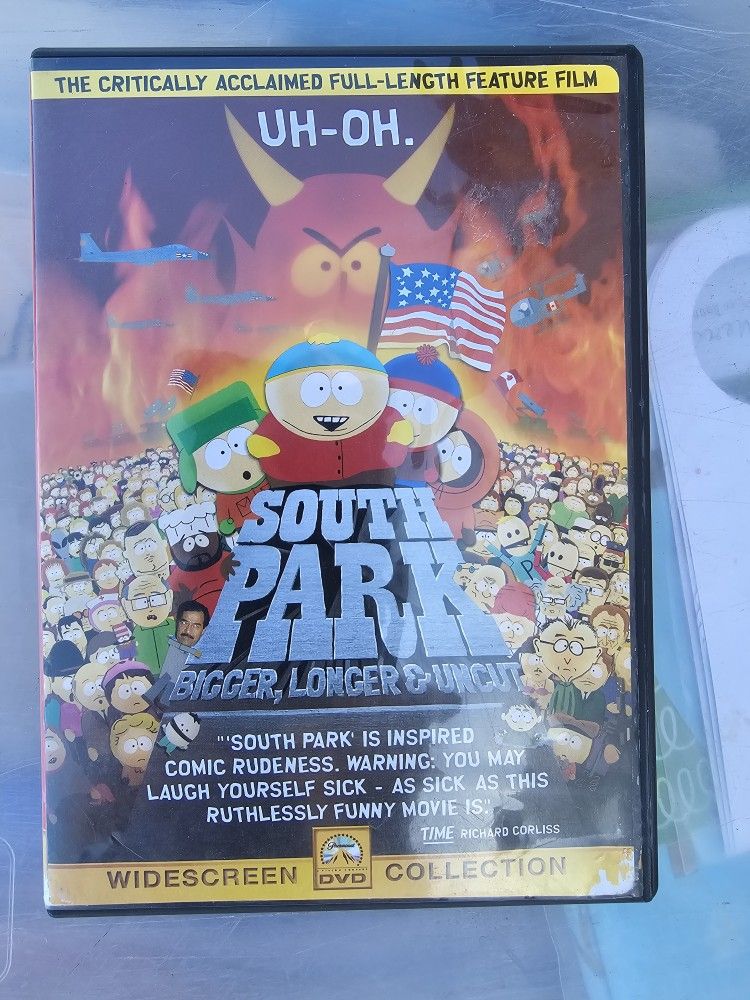 THE CRITICALLY ACCLAIMED FULL-LENGTH FEATURE FILM
UH-OH.
SOUTH
PARK
BIGGER, LONGER & UNCUT
"'SOUTH PARK' IS INSPIRED
COMIC RUDENESS. WARNING: YOU MAY
LAUGH YOURSELF SICK - AS SICK AS THIS
RUTHLESSLY FUNNY MOVIE IS."
TIME RICHARD CORLISS
WIDESCREEN Paramount DVD COLLECTION